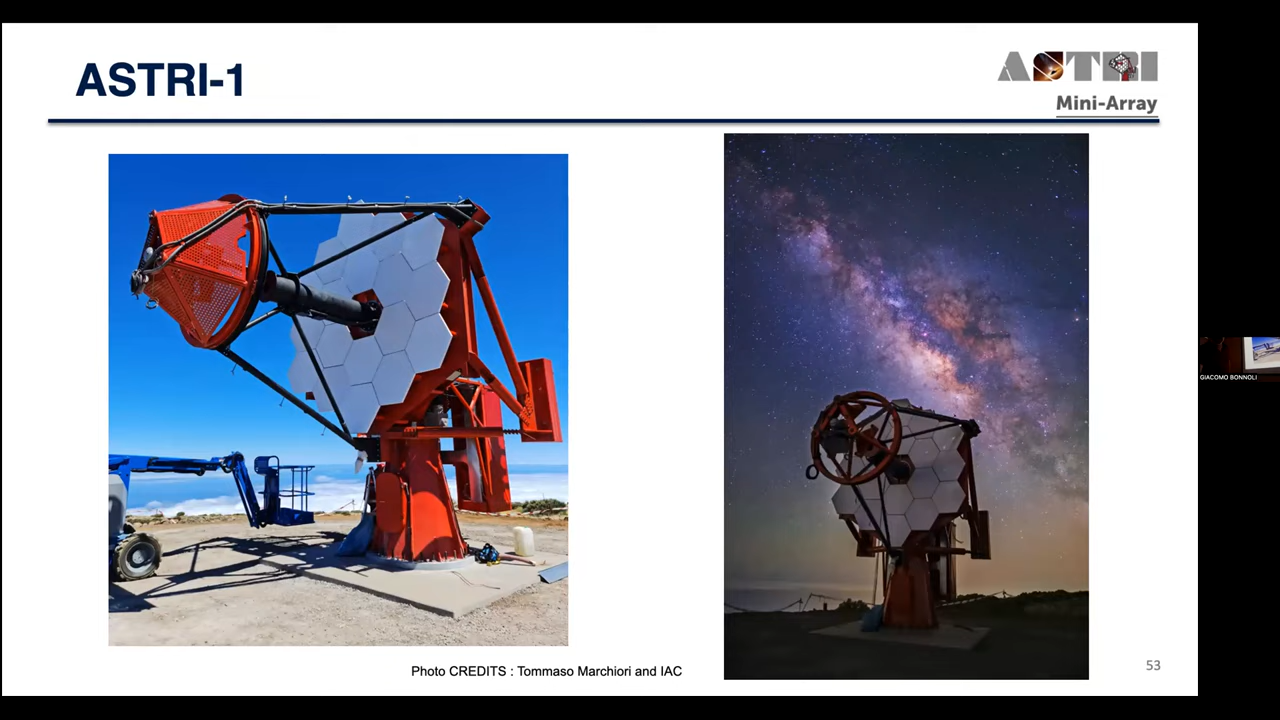 ASTRI-1
ASTRI
Mini-Array
GIACOMO BONNOLI
Photo CREDITS : Tommaso Marchiori and IAC
53